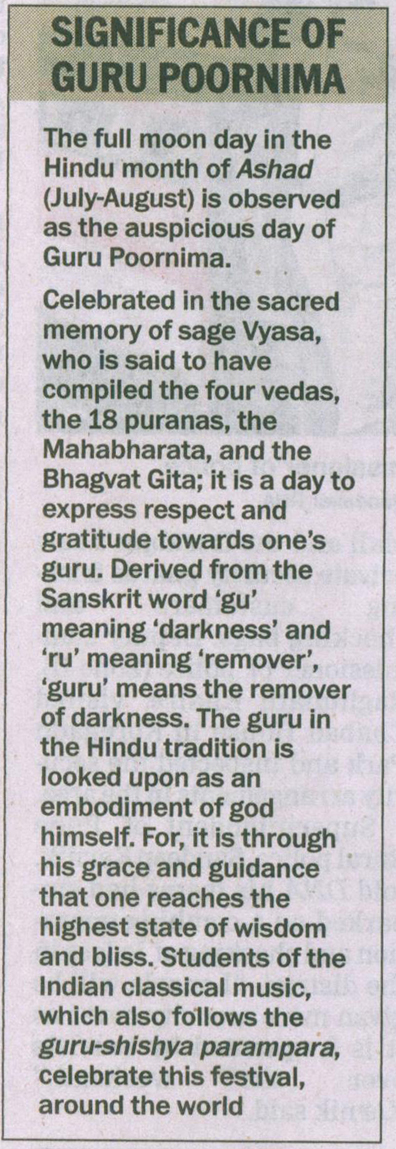 SIGNIFICANCE OF
GURU POORNIMA
The full moon day in the
Hindu month of Ashad
(July-August) is observed
as the auspicious day of
Guru Poornima.
Celebrated in the sacred
memory of sage Vyasa,
who is said to have
compiled the four vedas,
the 18 puranas, the
Mahabharata, and the
Bhagvat Gita; it is a day to
express respect and
gratitude towards one's
guru. Derived from the
Sanskrit word 'gu'
meaning 'darkness' and
'ru' meaning 'remover',
'guru' means the remover
of darkness. The guru in
the Hindu tradition is
looked upon as an
embodiment of god
himself. For, it is through
his grace and guidance
that one reaches the
highest state of wisdom
and bliss. Students of the
Indian classical music,
which also follows the
guru-shishya parampara,
celebrate this festival,
around the world